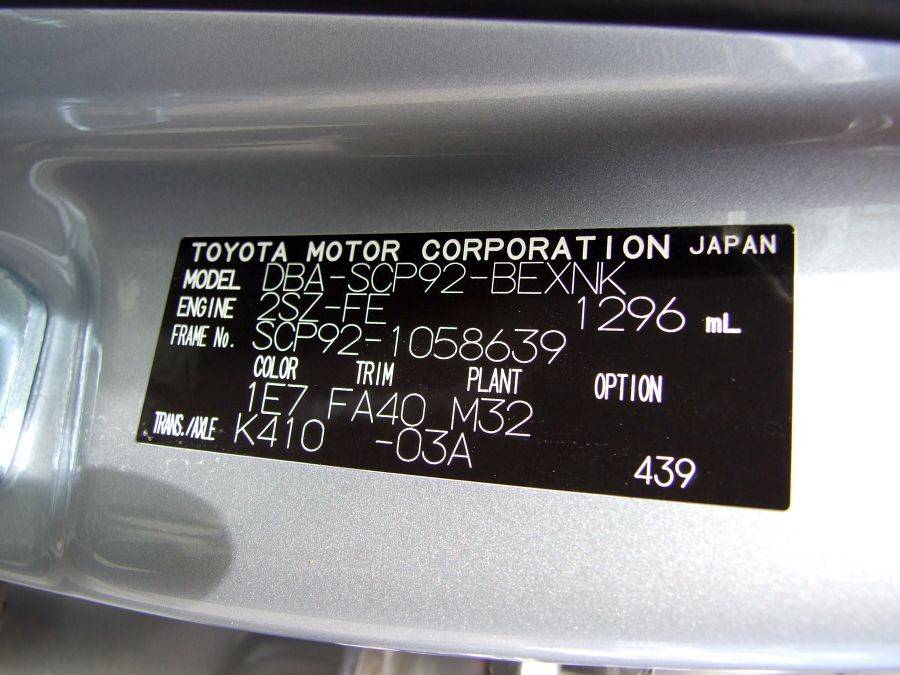 TOYOTA MOTOR CORPORATION JAPAN
MODEL DBA-SCP92-BEXNK
ENGINE 2SZ-FE 1296 mL
FRAME No. SCP92-1058639
COLOR TRIM PLANT OPTION
1E7 FA40 M32
TRANS./AXLE K410 -03A
439